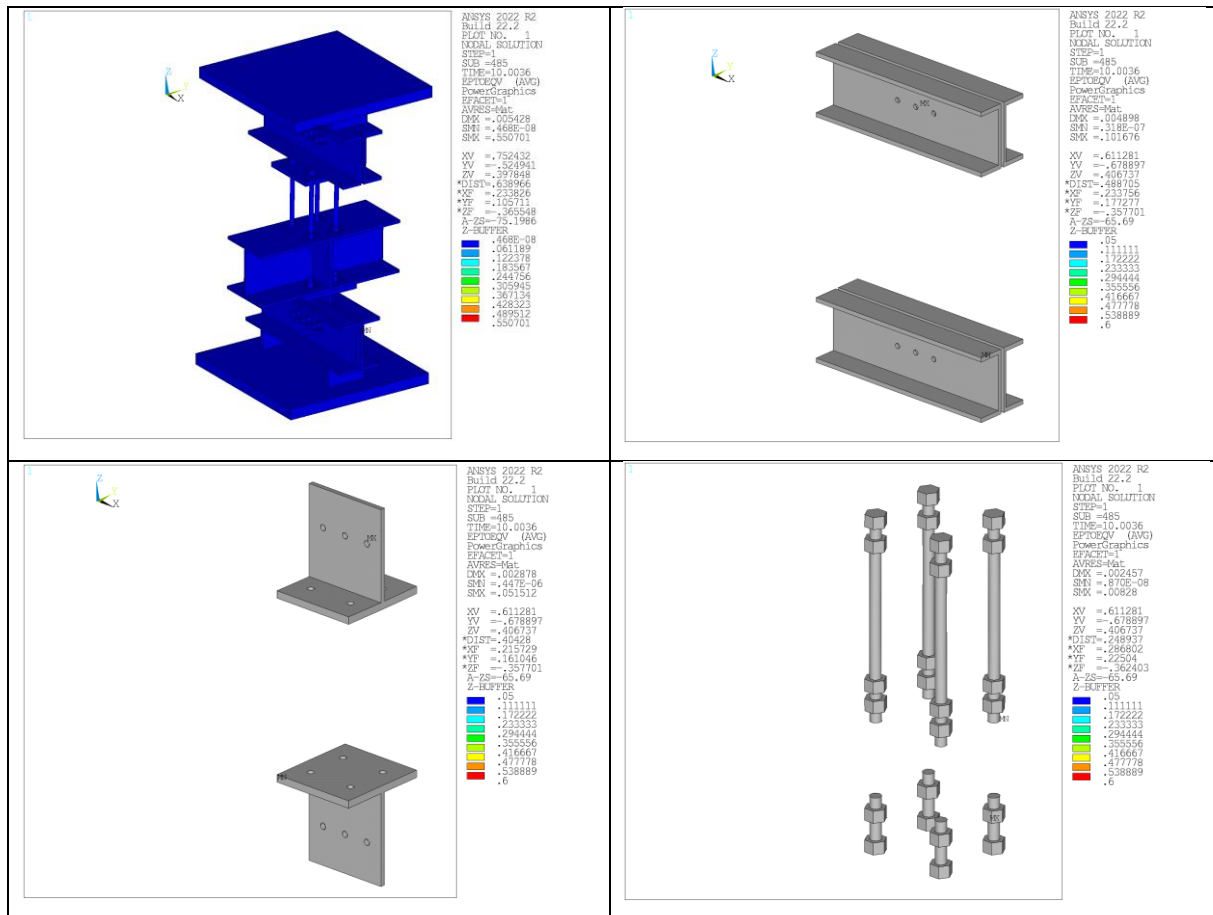 1
ANSYS 2022 R2
Build 22.2
PLOT NO. 1
NODAL SOLUTION
STEP=1
SUB =485
TIME=10.0036
EPTOEQV (AVG)
PowerGraphics
EFACET=1
AVRES=Mat
DMX =.005428
SMN =.468E-08
SMX =.550701
XV =.752432
YV =-.524941
ZV =.397848
*DIST=.638966
*XF =.233826
*YF =.105711
*ZF =-.365548
A-ZS=-75.1986
Z-BUFFER
.468E-08
.061189
.122378
.183567
.244756
.305945
.367134
.428323
.489512
.550701
Z
Y
X
1
ANSYS 2022 R2
Build 22.2
PLOT NO. 1
NODAL SOLUTION
STEP=1
SUB =485
TIME=10.0036
EPTOEQV (AVG)
PowerGraphics
EFACET=1
AVRES=Mat
DMX =.004898
SMN =.318E-07
SMX =.101676
XV =.611281
YV =-.678897
ZV =.406737
*DIST=.488705
*XF =.233756
*YF =.177277
*ZF =-.357701
A-ZS=-65.69
Z-BUFFER
.05
.111111
.172222
.233333
.294444
.355556
.416667
.477778
.538889
.6
Z
Y
X
MX
MN
1
ANSYS 2022 R2
Build 22.2
PLOT NO. 1
NODAL SOLUTION
STEP=1
SUB =485
TIME=10.0036
EPTOEQV (AVG)
PowerGraphics
EFACET=1
AVRES=Mat
DMX =.002878
SMN =.447E-06
SMX =.051512
XV =.611281
YV =-.678897
ZV =.406737
*DIST=.40428
*XF =.215729
*YF =.161046
*ZF =-.357701
A-ZS=-65.69
Z-BUFFER
.05
.111111
.172222
.233333
.294444
.355556
.416667
.477778
.538889
.6
Z
Y
X
MX
MN
1
ANSYS 2022 R2
Build 22.2
PLOT NO. 1
NODAL SOLUTION
STEP=1
SUB =485
TIME=10.0036
EPTOEQV (AVG)
PowerGraphics
EFACET=1
AVRES=Mat
DMX =.002457
SMN =.870E-08
SMX =.00828
XV =.611281
YV =-.678897
ZV =.406737
*DIST=.248937
*XF =.286802
*YF =.22504
*ZF =-.362403
A-ZS=-65.69
Z-BUFFER
.05
.111111
.172222
.233333
.294444
.355556
.416667
.477778
.538889
.6
MN
MX